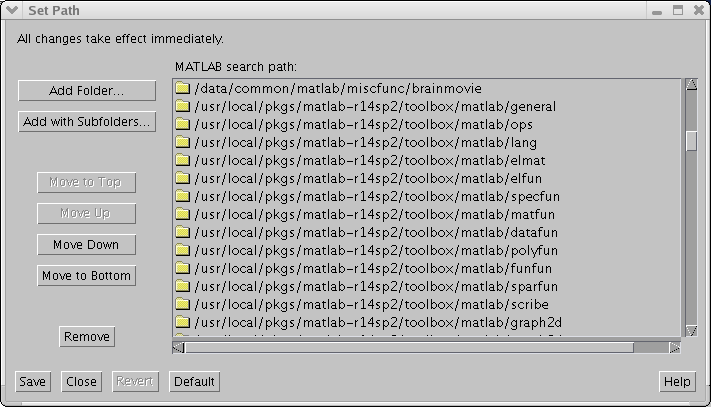 Set Path
All changes take effect immediately.
MATLAB search path:
Add Folder...
Add with Subfolders...
Move to Top
Move Up
Move Down
Move to Bottom
Remove
/data/common/matlab/miscfunc/brainmovie
/usr/local/pkgs/matlab-r14sp2/toolbox/matlab/general
/usr/local/pkgs/matlab-r14sp2/toolbox/matlab/ops
/usr/local/pkgs/matlab-r14sp2/toolbox/matlab/lang
/usr/local/pkgs/matlab-r14sp2/toolbox/matlab/elmat
/usr/local/pkgs/matlab-r14sp2/toolbox/matlab/elfun
/usr/local/pkgs/matlab-r14sp2/toolbox/matlab/specfun
/usr/local/pkgs/matlab-r14sp2/toolbox/matlab/matfun
/usr/local/pkgs/matlab-r14sp2/toolbox/matlab/datafun
/usr/local/pkgs/matlab-r14sp2/toolbox/matlab/polyfun
/usr/local/pkgs/matlab-r14sp2/toolbox/matlab/funfun
/usr/local/pkgs/matlab-r14sp2/toolbox/matlab/sparfun
/usr/local/pkgs/matlab-r14sp2/toolbox/matlab/scribe
/usr/local/pkgs/matlab-r14sp2/toolbox/matlab/graph2d
Save
Close
Revert
Default
Help